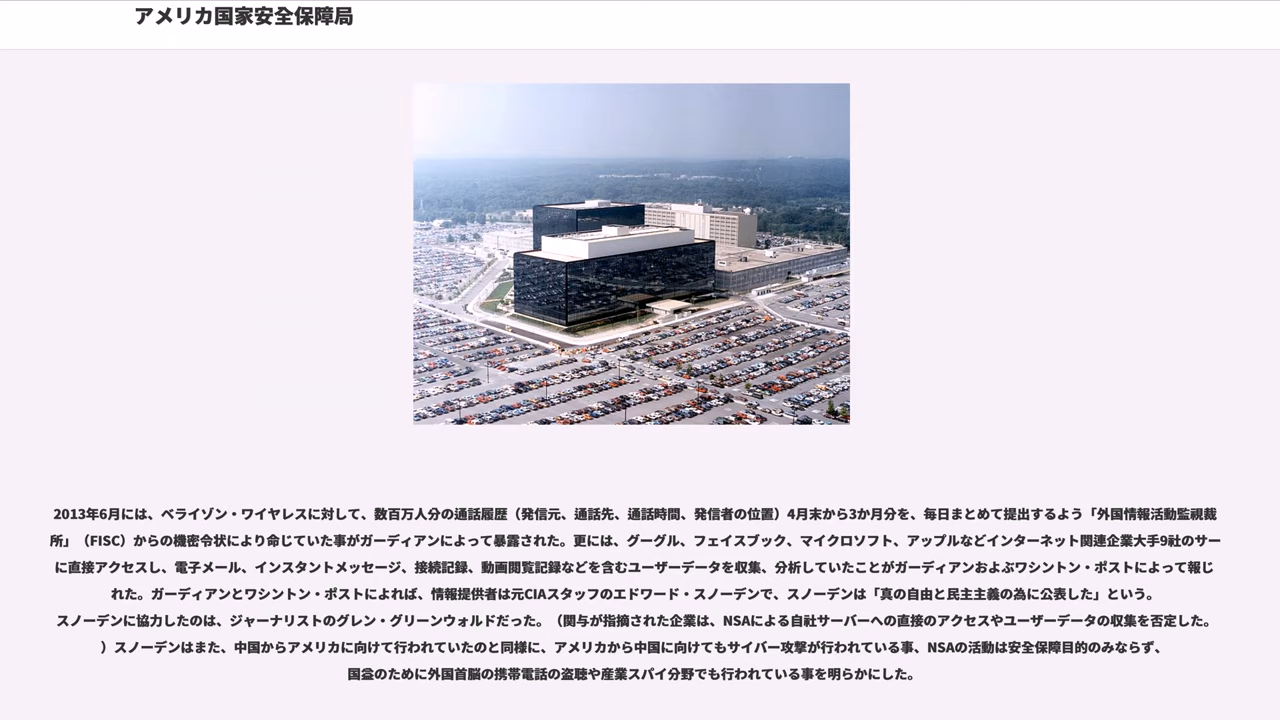 アメリカ国家安全保障局
2013年6月には、ベライゾン・ワイヤレスに対して、数百万人分の通話履歴（発信元、通話先、通話時間、発信者の位置）4月末から3か月分を、毎日まとめて提出するよう「外国情報活動監視裁
所」（FISC）からの機密令状により命じていた事がガーディアンによって暴露された。更には、グーグル、フェイスブック、マイクロソフト、アップルなどインターネット関連企業大手9社のサー
に直接アクセスし、電子メール、インスタントメッセージ、接続記録、動画閲覧記録などを含むユーザーデータを収集、分析していたことがガーディアンおよぶワシントン・ポストによって報じ
れた。ガーディアンとワシントン・ポストによれば、情報提供者は元CIAスタッフのエドワード・スノーデンで、スノーデンは「真の自由と民主主義の為に公表した」という。
スノーデンに協力したのは、ジャーナリストのグレン・グリーンウォルドだった。（関与が指摘された企業は、NSAによる自社サーバーへの直接のアクセスやユーザーデータの収集を否定した。
）スノーデンはまた、中国からアメリカに向けて行われていたのと同様に、アメリカから中国に向けてもサイバー攻撃が行われている事、NSAの活動は安全保障目的のみならず、
国益のために外国首脳の携帯電話の盗聴や産業スパイ分野でも行われている事を明らかにした。